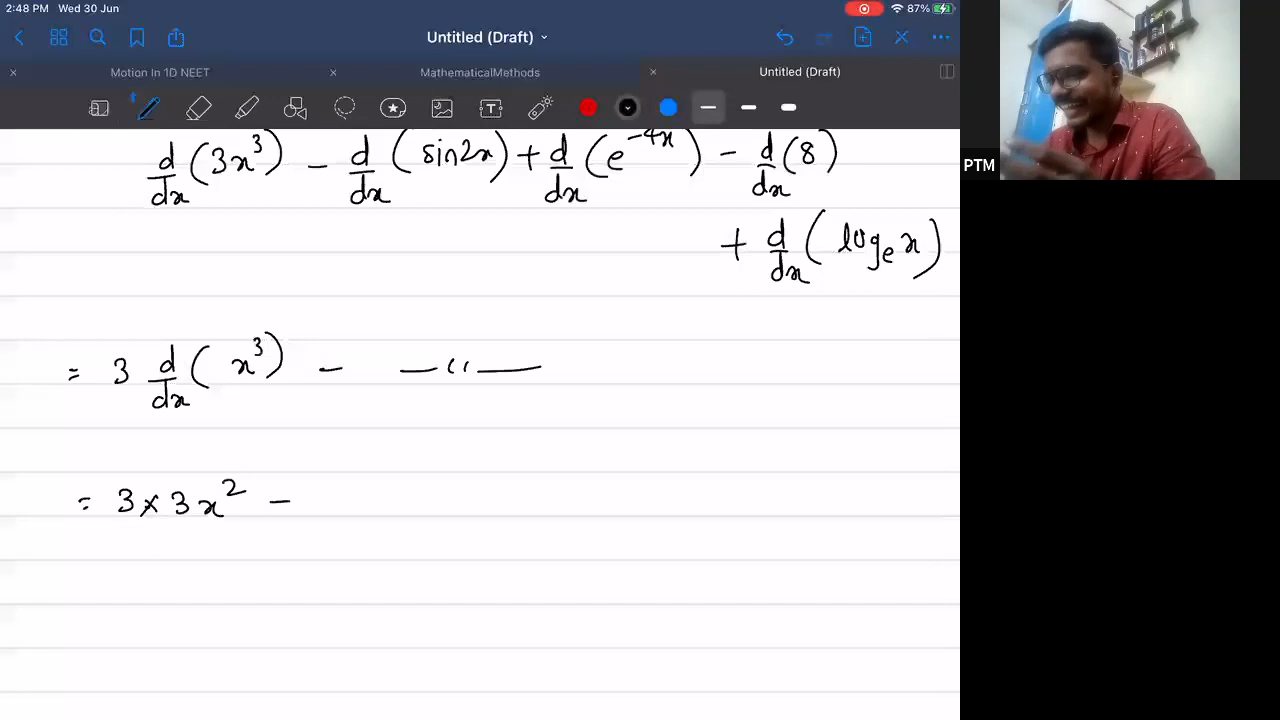 2:48 PM Wed 30 Jun 87%
Untitled (Draft)
Motion In 1D NEET MathematicalMethods Untitled (Draft)
d/dx (3x³) - d/dx (sin2x) + d/dx (e^-4x) - d/dx (8)
+ d/dx (logₑ x)
= 3 d/dx (x³) - —〃—
= 3 × 3x² -
PTM